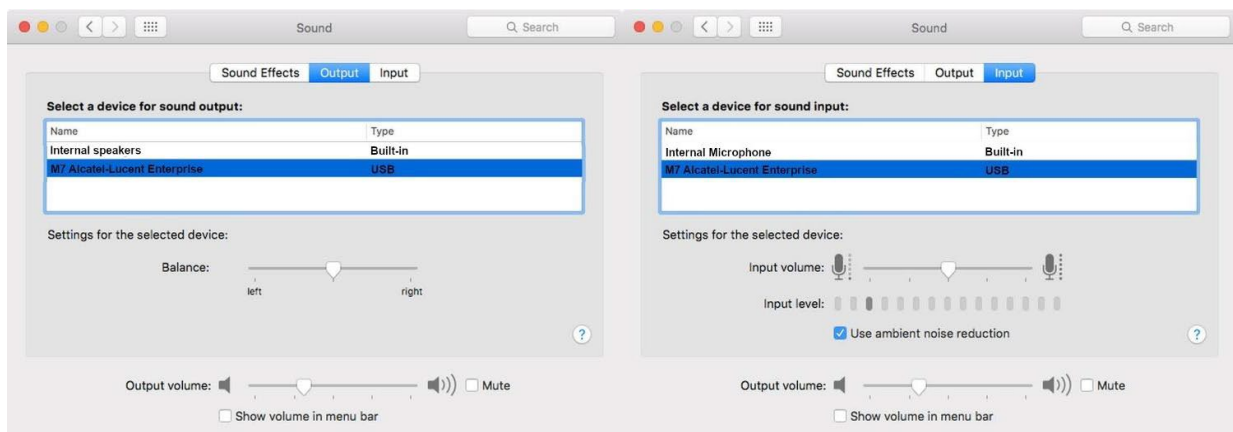 Sound
Search
Sound Effects Output Input
Select a device for sound output:
Name Type
Internal speakers Built-in
M7 Alcatel-Lucent Enterprise USB
Settings for the selected device:
Balance:
left right
?
Output volume: Mute
Show volume in menu bar
Sound
Search
Sound Effects Output Input
Select a device for sound input:
Name Type
Internal Microphone Built-in
M7 Alcatel-Lucent Enterprise USB
Settings for the selected device:
Input volume:
Input level:
Use ambient noise reduction
?
Output volume: Mute
Show volume in menu bar